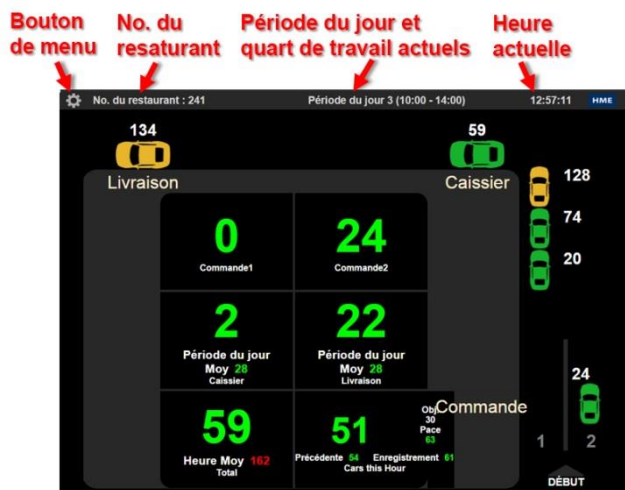 Bouton
de menu
No. du
resaturant
Période du jour et
quart de travail actuels
Heure
actuelle
No. du restaurant : 241
Période du jour 3 (10:00 - 14:00)
12:57:11
HME
134
59
Livraison
Caissier
128
74
20
0
Commande1
24
Commande2
2
Période du jour
Moy 28
Caissier
22
Période du jour
Moy 28
Livraison
59
Heure Moy 162
Total
51
Obj
30
Pace
63
Précédente 54 Enregistrement 61
Cars this Hour
Commande
24
1
2
DÉBUT